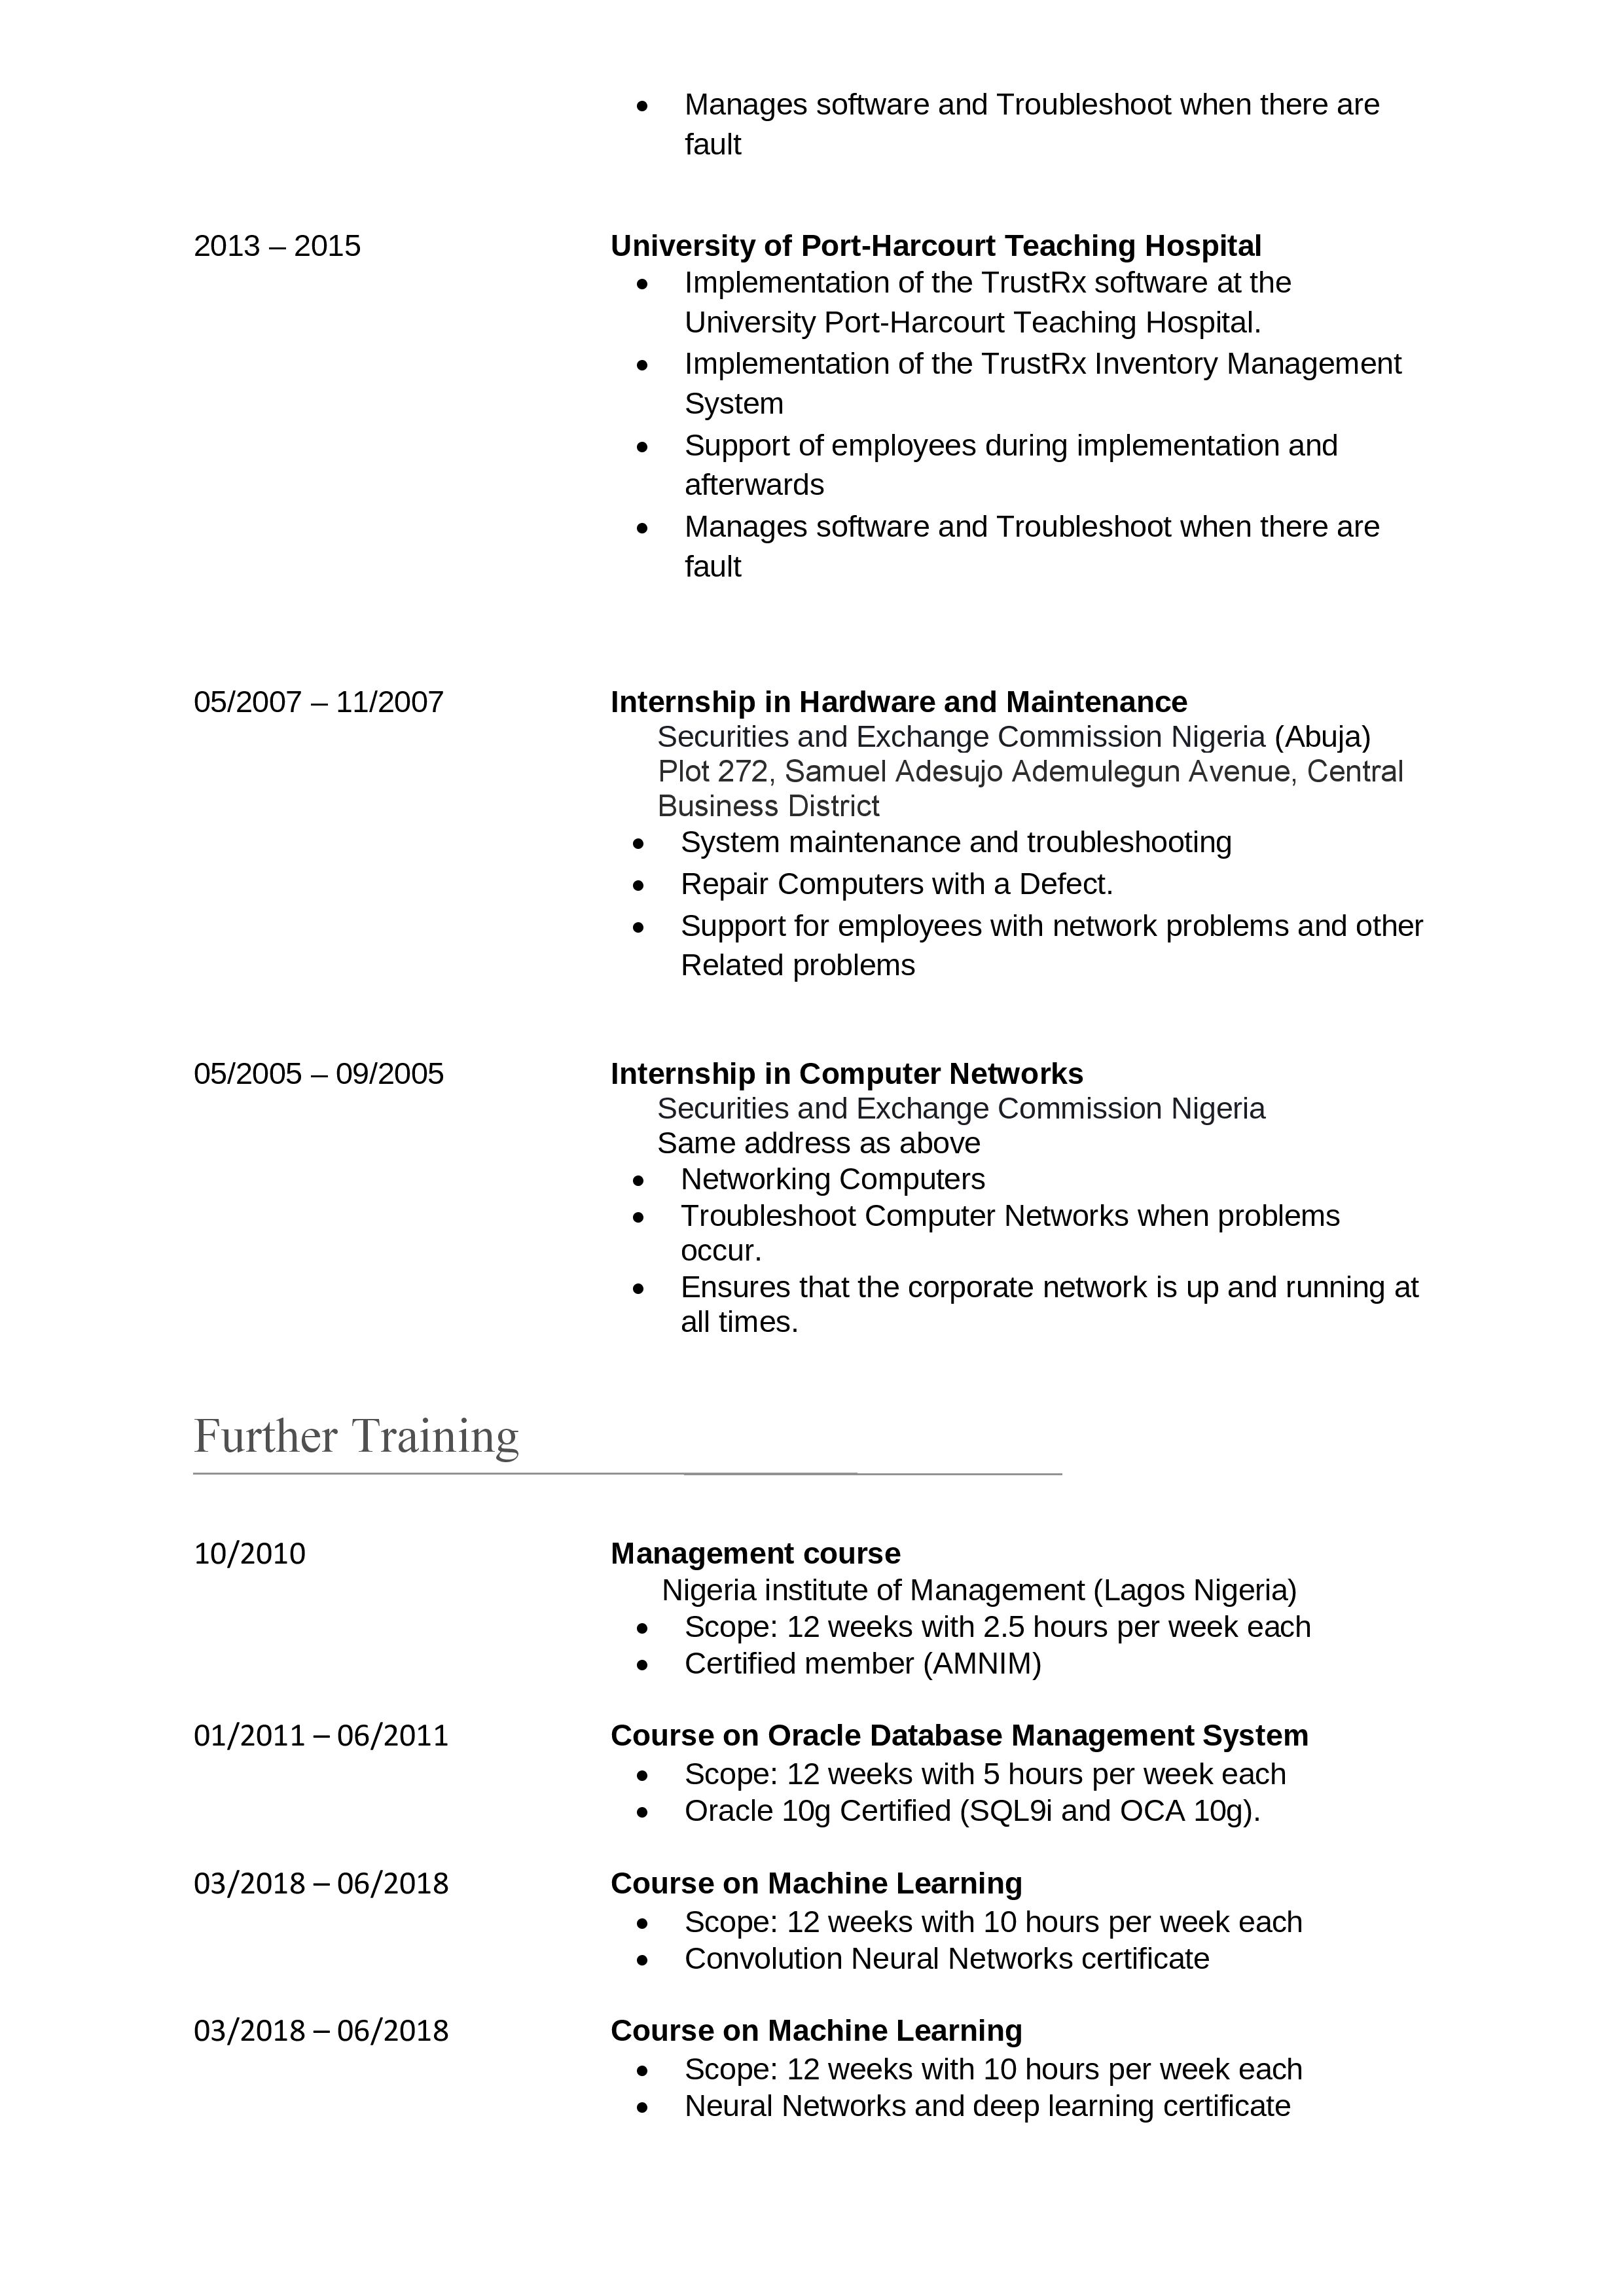 • Manages software and Troubleshoot when there are
fault
2013 – 2015 University of Port-Harcourt Teaching Hospital
• Implementation of the TrustRx software at the
University Port-Harcourt Teaching Hospital.
• Implementation of the TrustRx Inventory Management
System
• Support of employees during implementation and
afterwards
• Manages software and Troubleshoot when there are
fault
05/2007 – 11/2007 Internship in Hardware and Maintenance
Securities and Exchange Commission Nigeria (Abuja)
Plot 272, Samuel Adesujo Ademulegun Avenue, Central
Business District
• System maintenance and troubleshooting
• Repair Computers with a Defect.
• Support for employees with network problems and other
Related problems
05/2005 – 09/2005 Internship in Computer Networks
Securities and Exchange Commission Nigeria
Same address as above
• Networking Computers
• Troubleshoot Computer Networks when problems
occur.
• Ensures that the corporate network is up and running at
all times.
Further Training
10/2010 Management course
Nigeria institute of Management (Lagos Nigeria)
• Scope: 12 weeks with 2.5 hours per week each
• Certified member (AMNIM)
01/2011 – 06/2011 Course on Oracle Database Management System
• Scope: 12 weeks with 5 hours per week each
• Oracle 10g Certified (SQL9i and OCA 10g).
03/2018 – 06/2018 Course on Machine Learning
• Scope: 12 weeks with 10 hours per week each
• Convolution Neural Networks certificate
03/2018 – 06/2018 Course on Machine Learning
• Scope: 12 weeks with 10 hours per week each
• Neural Networks and deep learning certificate